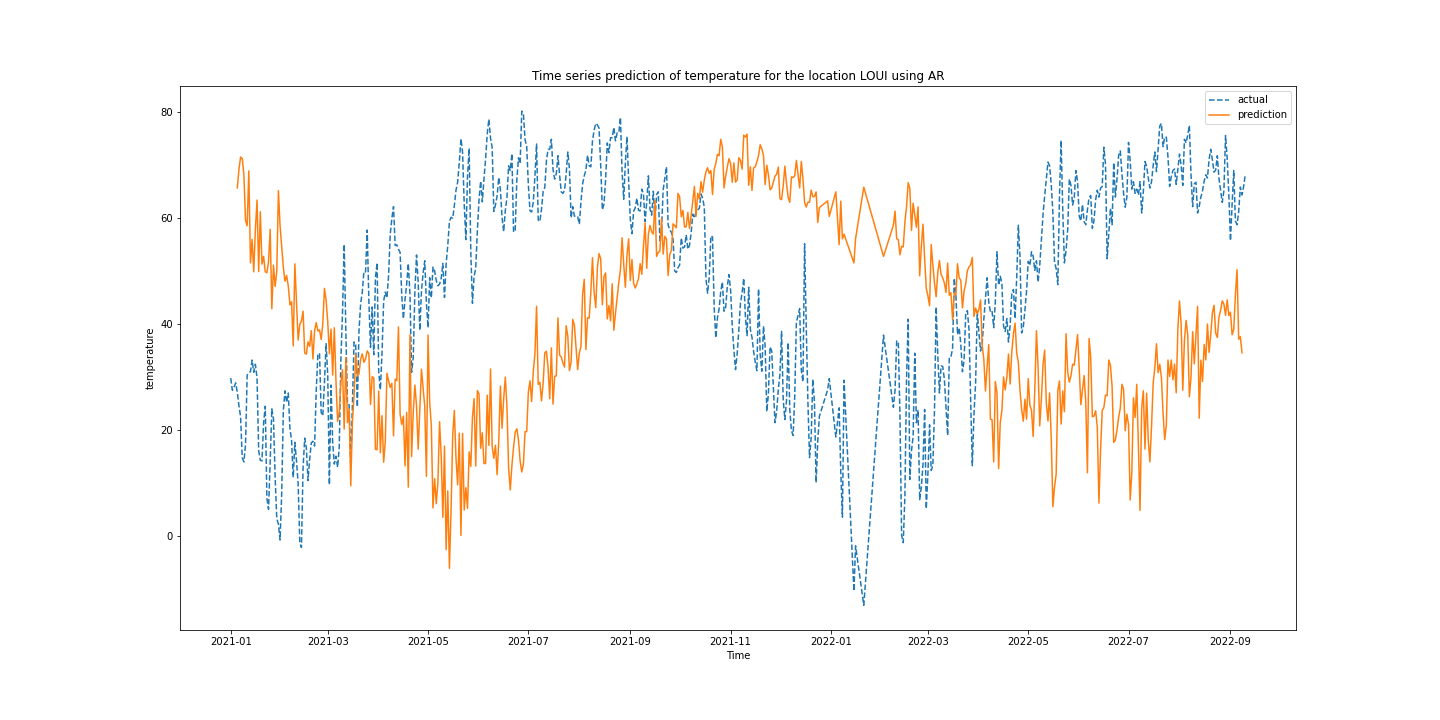 Time series prediction of temperature for the location LOUI using AR
actual
prediction
80
60
40
20
0
temperature
2021-01 2021-03 2021-05 2021-07 2021-09 2021-11 2022-01 2022-03 2022-05 2022-07 2022-09
Time